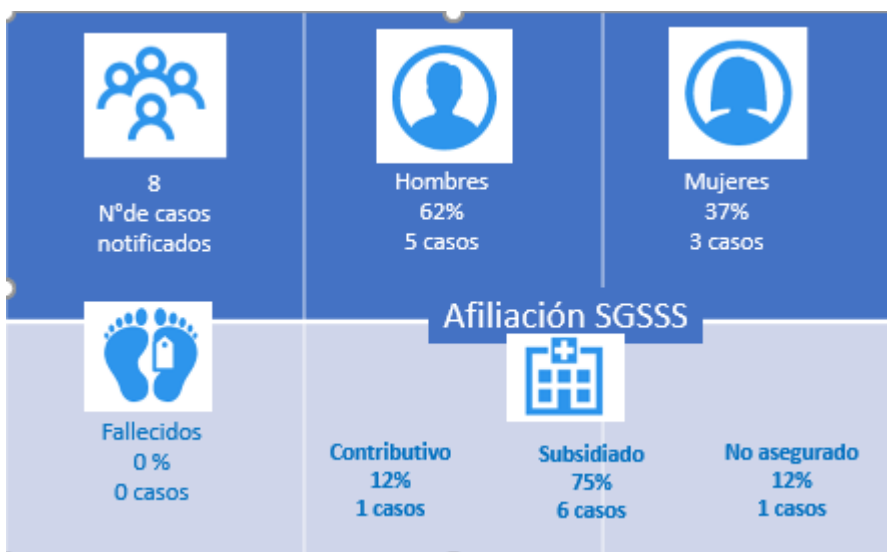 8
N°de casos
notificados
Hombres
62%
5 casos
Mujeres
37%
3 casos
Afiliación SGSSS
Fallecidos
0 %
0 casos
Contributivo
12%
1 casos
Subsidiado
75%
6 casos
No asegurado
12%
1 casos